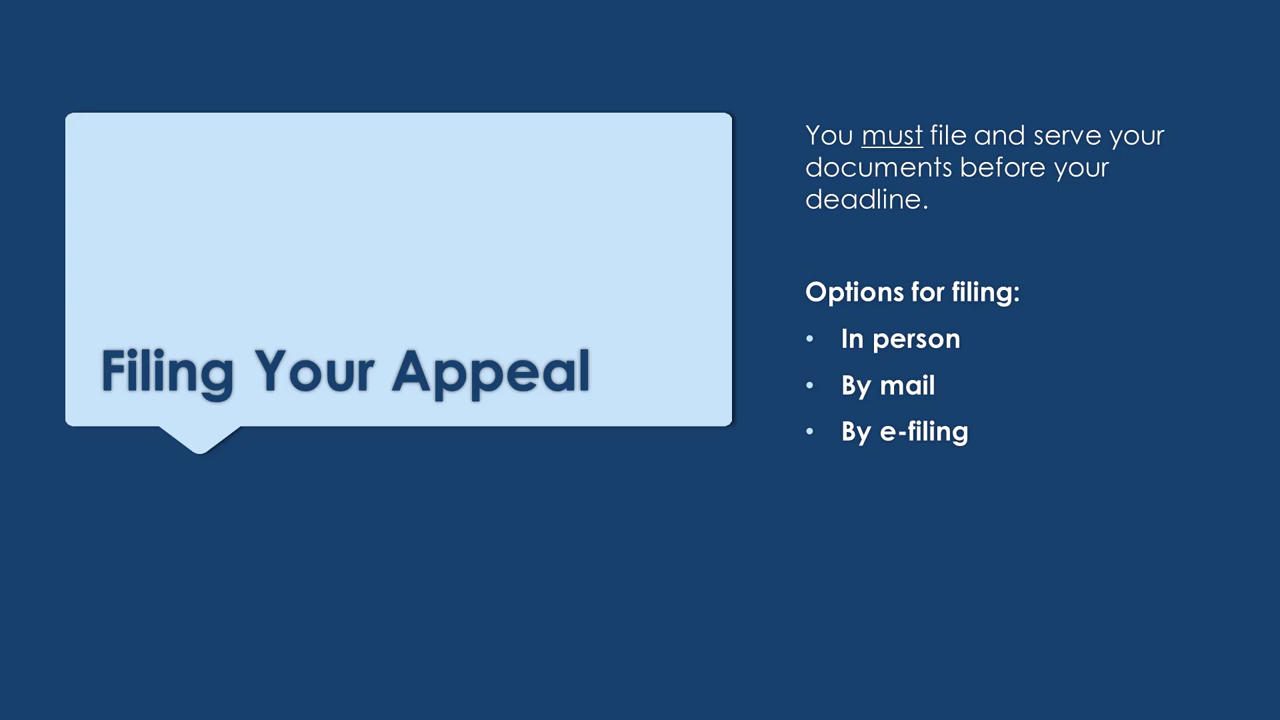 Filing Your Appeal
You must file and serve your
documents before your
deadline.
Options for filing:
• In person
• By mail
• By e-filing